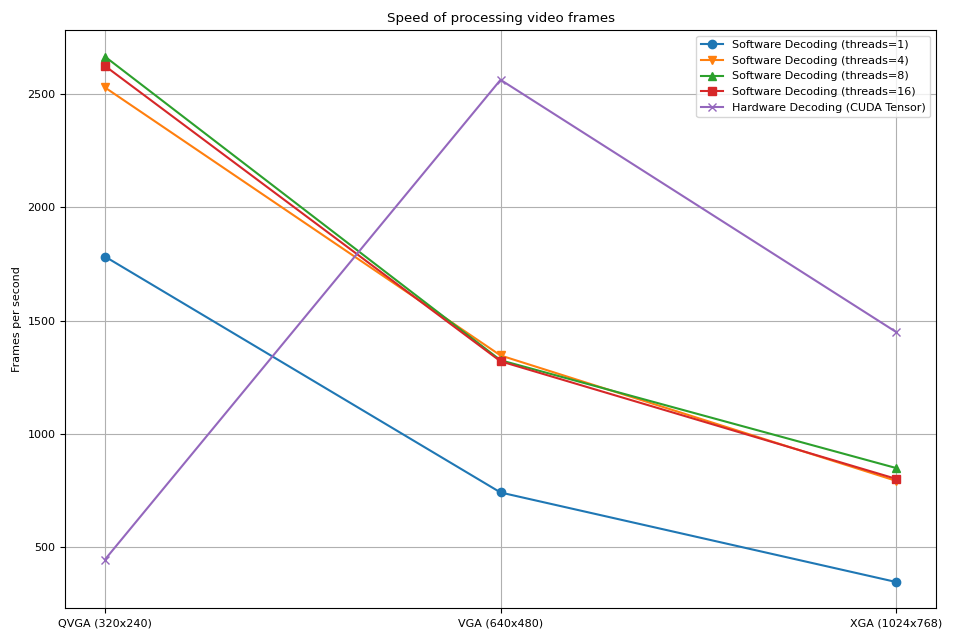 Speed of processing video frames
Software Decoding (threads=1)
Software Decoding (threads=4)
Software Decoding (threads=8)
Software Decoding (threads=16)
Hardware Decoding (CUDA Tensor)
Frames per second
2500
2000
1500
1000
500
QVGA (320x240)
VGA (640x480)
XGA (1024x768)